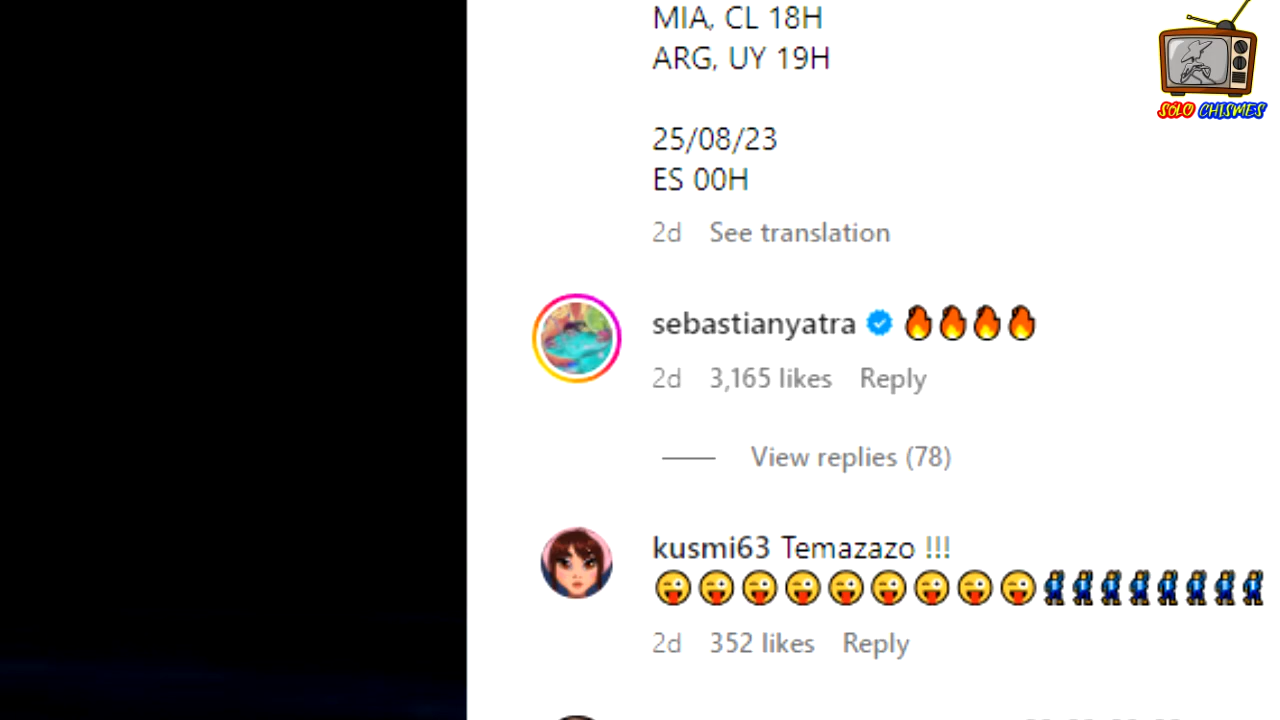 MIA, CL 18H
ARG, UY 19H
25/08/23
ES 00H
2d See translation
sebastianyatra 🔥🔥🔥🔥
2d 3,165 likes Reply
View replies (78)
kusmi63 Temazazo !!!
2d 352 likes Reply
SOLO CHISMES